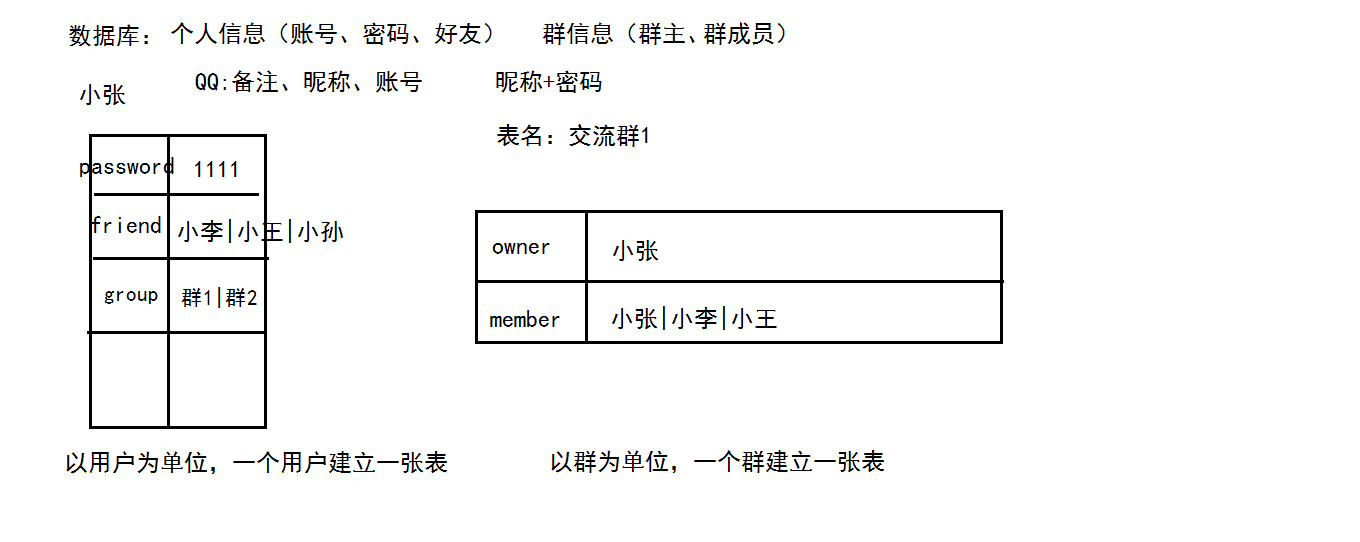 数据库： 个人信息（账号、密码、好友） 群信息（群主、群成员）
小张 QQ:备注、昵称、账号 昵称+密码
表名：交流群1
password 1111
friend 小李|小王|小孙
group 群1|群2
owner 小张
member 小张|小李|小王
以用户为单位，一个用户建立一张表 以群为单位，一个群建立一张表